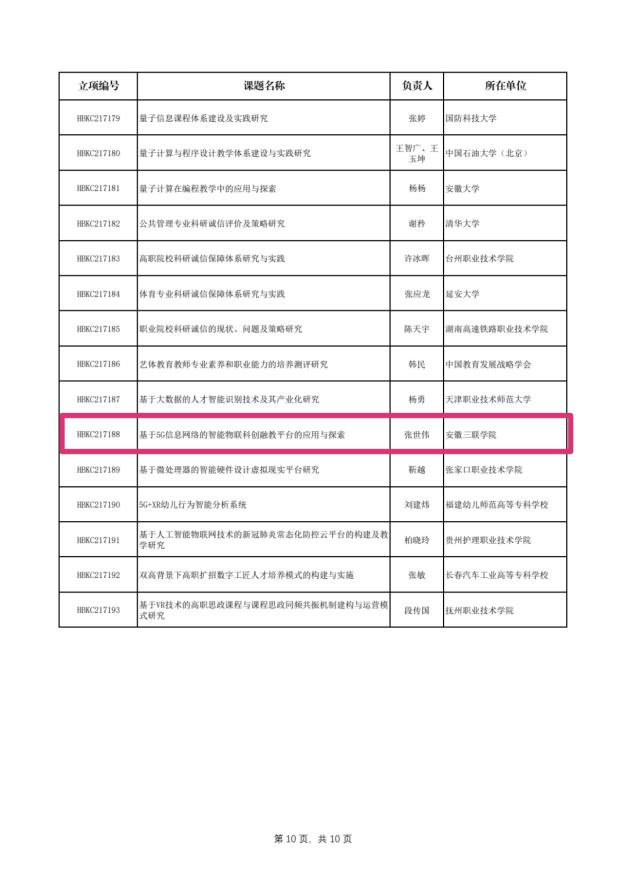 立项编号 课题名称 负责人 所在单位
HBKC217179 量子信息课程体系建设及实践研究 张婷 国防科技大学
HBKC217180 量子计算与程序设计教学体系建设与实践研究 王智广、王玉坤 中国石油大学（北京）
HBKC217181 量子计算在编程教学中的应用与探索 杨杨 安徽大学
HBKC217182 公共管理专业科研诚信评价及策略研究 谢矜 清华大学
HBKC217183 高职院校科研诚信保障体系研究与实践 许冰晖 台州职业技术学院
HBKC217184 体育专业科研诚信保障体系研究与实践 张应龙 延安大学
HBKC217185 职业院校科研诚信的现状、问题及策略研究 陈天宇 湖南高速铁路职业技术学院
HBKC217186 艺体教育教师专业素养和职业能力的培养测评研究 韩民 中国教育发展战略学会
HBKC217187 基于大数据的人才智能识别技术及其产业化研究 杨勇 天津职业技术师范大学
HBKC217188 基于5G信息网络的智能物联科创融教平台的应用与探索 张世伟 安徽三联学院
HBKC217189 基于微处理器的智能硬件设计虚拟现实平台研究 靳越 张家口职业技术学院
HBKC217190 5G+XR幼儿行为智能分析系统 刘建炜 福建幼儿师范高等专科学校
HBKC217191 基于人工智能物联网技术的新冠肺炎常态化防控云平台的构建及教学研究 柏晓玲 贵州护理职业技术学院
HBKC217192 双高背景下高职扩招数字工匠人才培养模式的构建与实施 张敏 长春汽车工业高等专科学校
HBKC217193 基于VR技术的高职思政课程与课程思政同频共振机制建构与运营模式研究 段传国 抚州职业技术学院
第 10 页，共 10 页